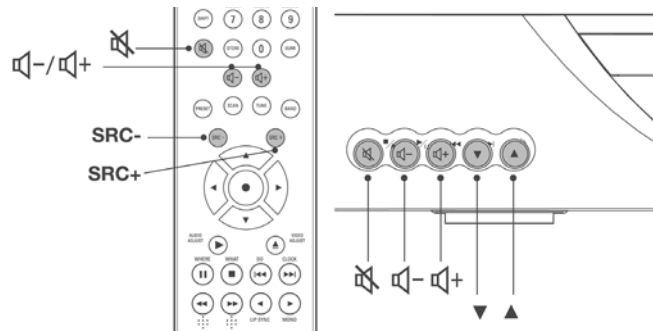 SHIFT 7 8 9
STORE 0 SURR
-/ +
- +
PRESET SCAN TUNE BAND
SRC-
SRC - SRC +
SRC+
AUDIO ADJUST VIDEO ADJUST
WHERE WHAT DO CLOCK
LIP SYNC MONO
- +
- +